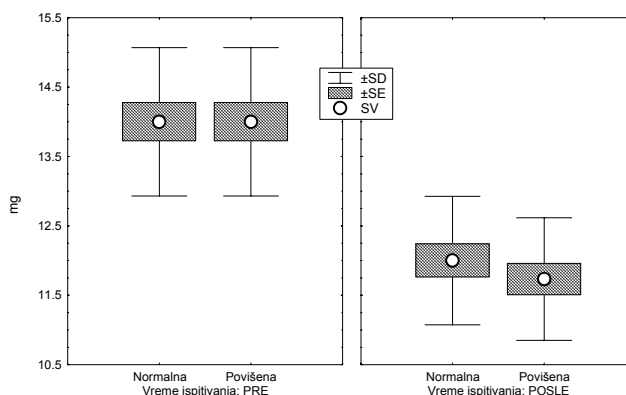 15.5
14.5
13.5
12.5
11.5
10.5
mg
±SD
±SE
SV
Normalna Povišena
Vreme ispitivanja: PRE
Normalna Povišena
Vreme ispitivanja: POSLE